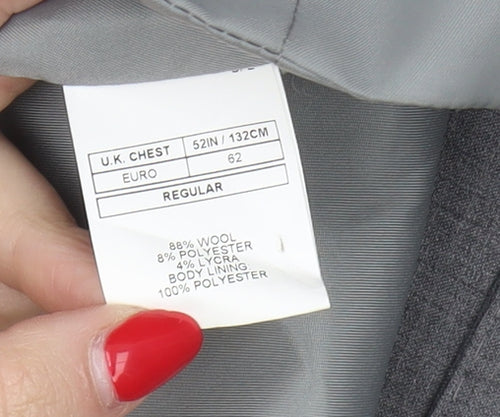 U.K. CHEST 52IN / 132CM
EURO 62
REGULAR
88% WOOL
8% POLYESTER
4% LYCRA
BODY LINING
100% POLYESTER